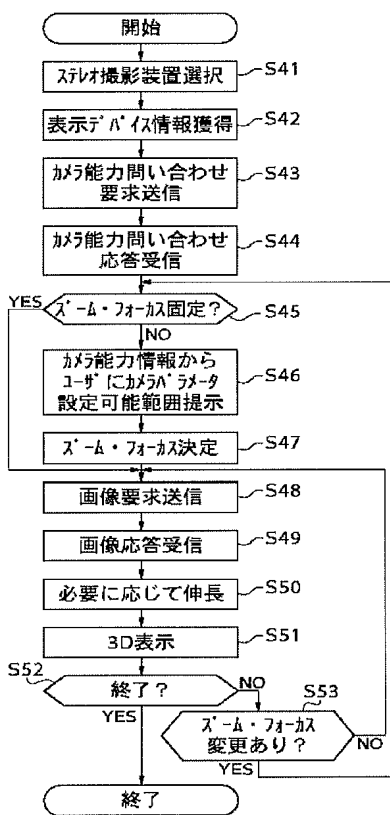 開始
ステレオ撮影装置選択
S41
表示デバイス情報獲得
S42
カメラ能力問い合わせ
要求送信
S43
カメラ能力問い合わせ
応答受信
S44
YES
ズーム・フォーカス固定?
S45
NO
カメラ能力情報から
ユーザにカメラパラメータ
設定可能範囲提示
S46
ズーム・フォーカス決定
S47
画像要求送信
S48
画像応答受信
S49
必要に応じて伸長
S50
3D表示
S51
S52
終了?
NO
S53
YES
ズーム・フォーカス
変更あり?
NO
YES
終了